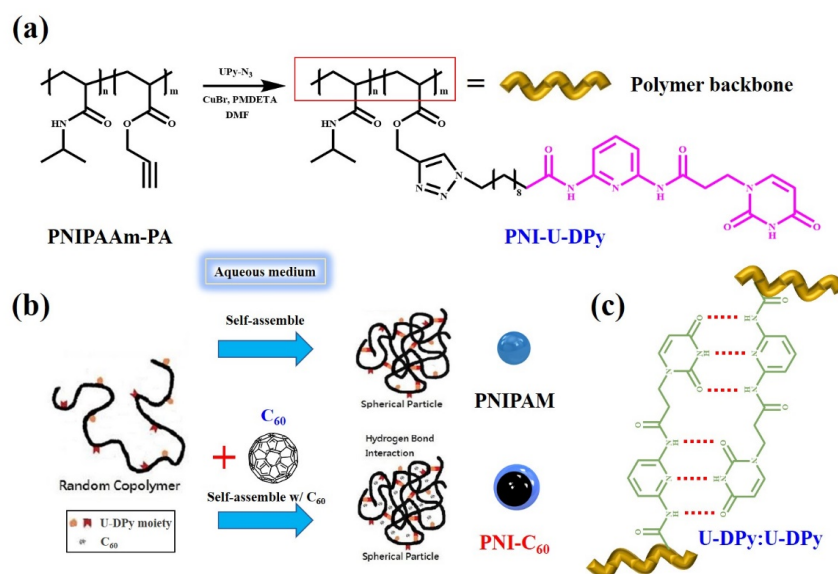 (a)
UPy-N₃
CuBr, PMDETA
DMF
n
m
HN
O
O
O
n
m
HN
O
O
O
N
N=N
8
O
N
H
N
N
H
O
N
O
N
H
O
= Polymer backbone
PNIPAAm-PA
PNI-U-DPy
Aqueous medium
(b)
Self-assemble
Spherical Particle
PNIPAM
Random Copolymer
+
C₆₀
Self-assemble w/ C₆₀
Hydrogen Bond
Interaction
Spherical Particle
PNI-C₆₀
U-DPy moiety
C₆₀
(c)
O
O
H
N
NH
N
N
O
N
H
O
O
O
N
H
N
HN
N
N
H
O
O
U-DPy:U-DPy